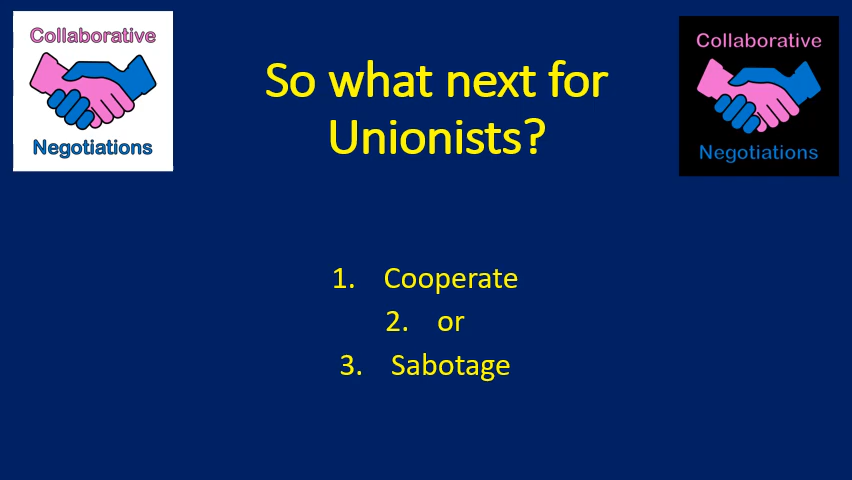 Collaborative
Negotiations
So what next for
Unionists?
Collaborative
Negotiations
1. Cooperate
2. or
3. Sabotage